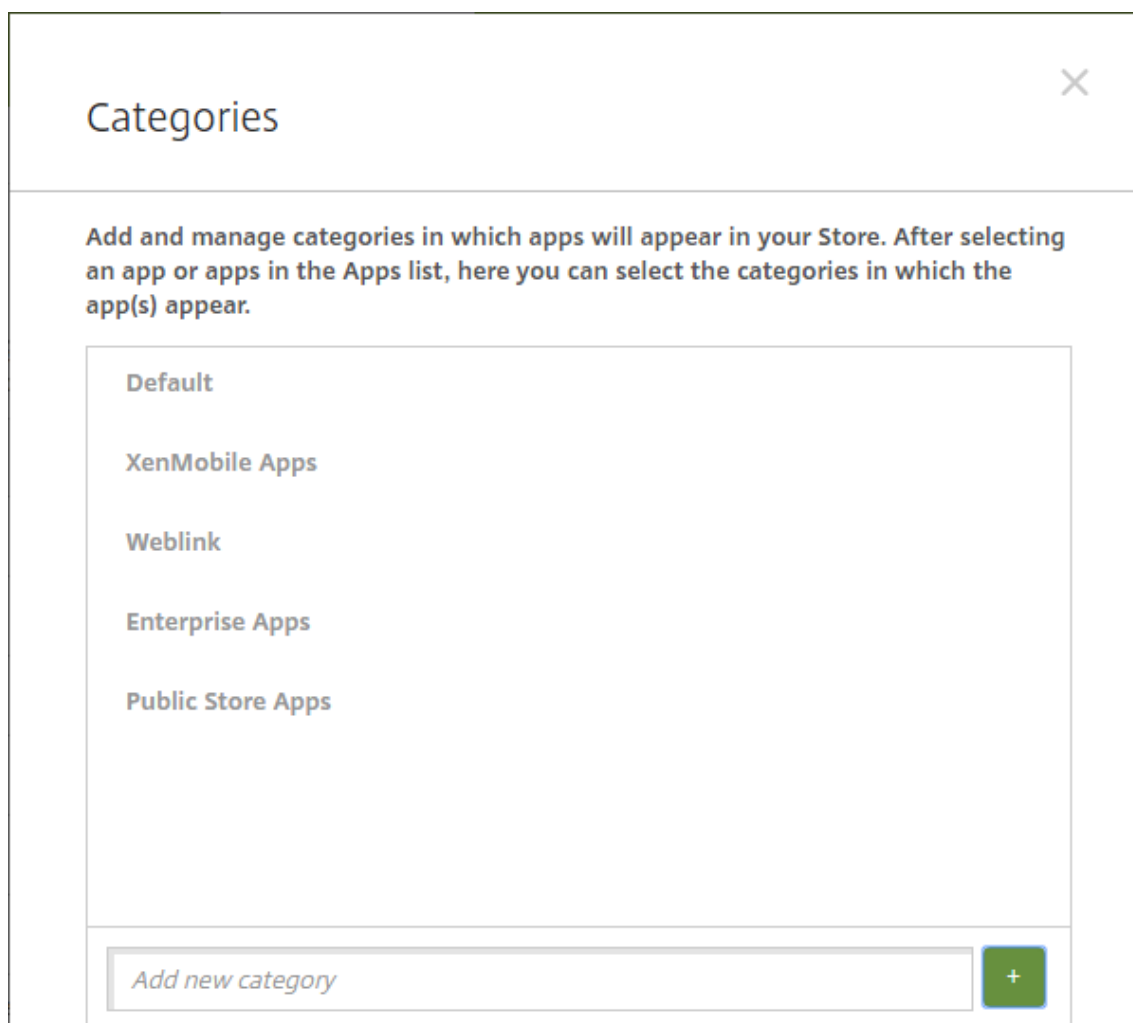 Categories
Add and manage categories in which apps will appear in your Store. After selecting
an app or apps in the Apps list, here you can select the categories in which the
app(s) appear.
Default
XenMobile Apps
Weblink
Enterprise Apps
Public Store Apps
Add new category
+